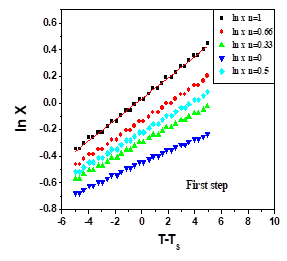 0.6
0.4
0.2
0.0
-0.2
-0.4
-0.6
-0.8
ln X
ln x n=1
ln x n=0.66
ln x n=0.33
ln x n=0
ln x n=0.5
First step
-6 -4 -2 0 2 4 6 8 10
T-Ts